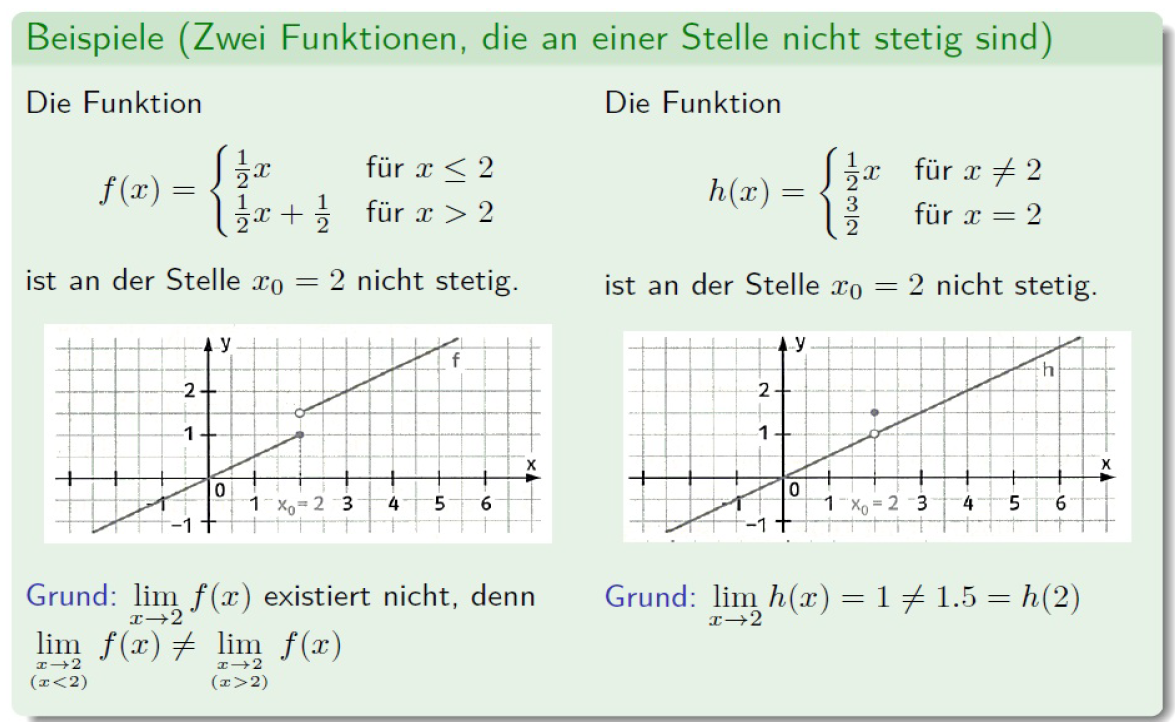 Beispiele (Zwei Funktionen, die an einer Stelle nicht stetig sind)
Die Funktion
f(x) = { 1/2 x für x ≤ 2
1/2 x + 1/2 für x > 2
ist an der Stelle x₀ = 2 nicht stetig.
y
f
2
1
x
-1 0 1 x₀ = 2 3 4 5 6
-1
Grund: lim x→2 f(x) existiert nicht, denn
lim x→2 (x<2) f(x) ≠ lim x→2 (x>2) f(x)
Die Funktion
h(x) = { 1/2 x für x ≠ 2
3/2 für x = 2
ist an der Stelle x₀ = 2 nicht stetig.
y
h
2
1
x
-1 0 1 x₀ = 2 3 4 5 6
-1
Grund: lim x→2 h(x) = 1 ≠ 1.5 = h(2)